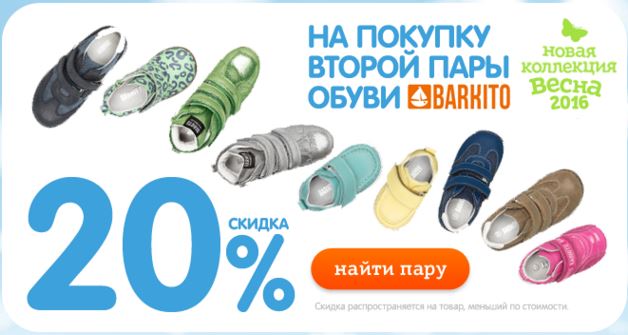 НА ПОКУПКУ
ВТОРОЙ ПАРЫ
ОБУВИ BARKITO
НОВАЯ
КОЛЛЕКЦИЯ
Весна
2016
20%
СКИДКА
найти пару
Скидка распространяется на товар, меньший по стоимости.